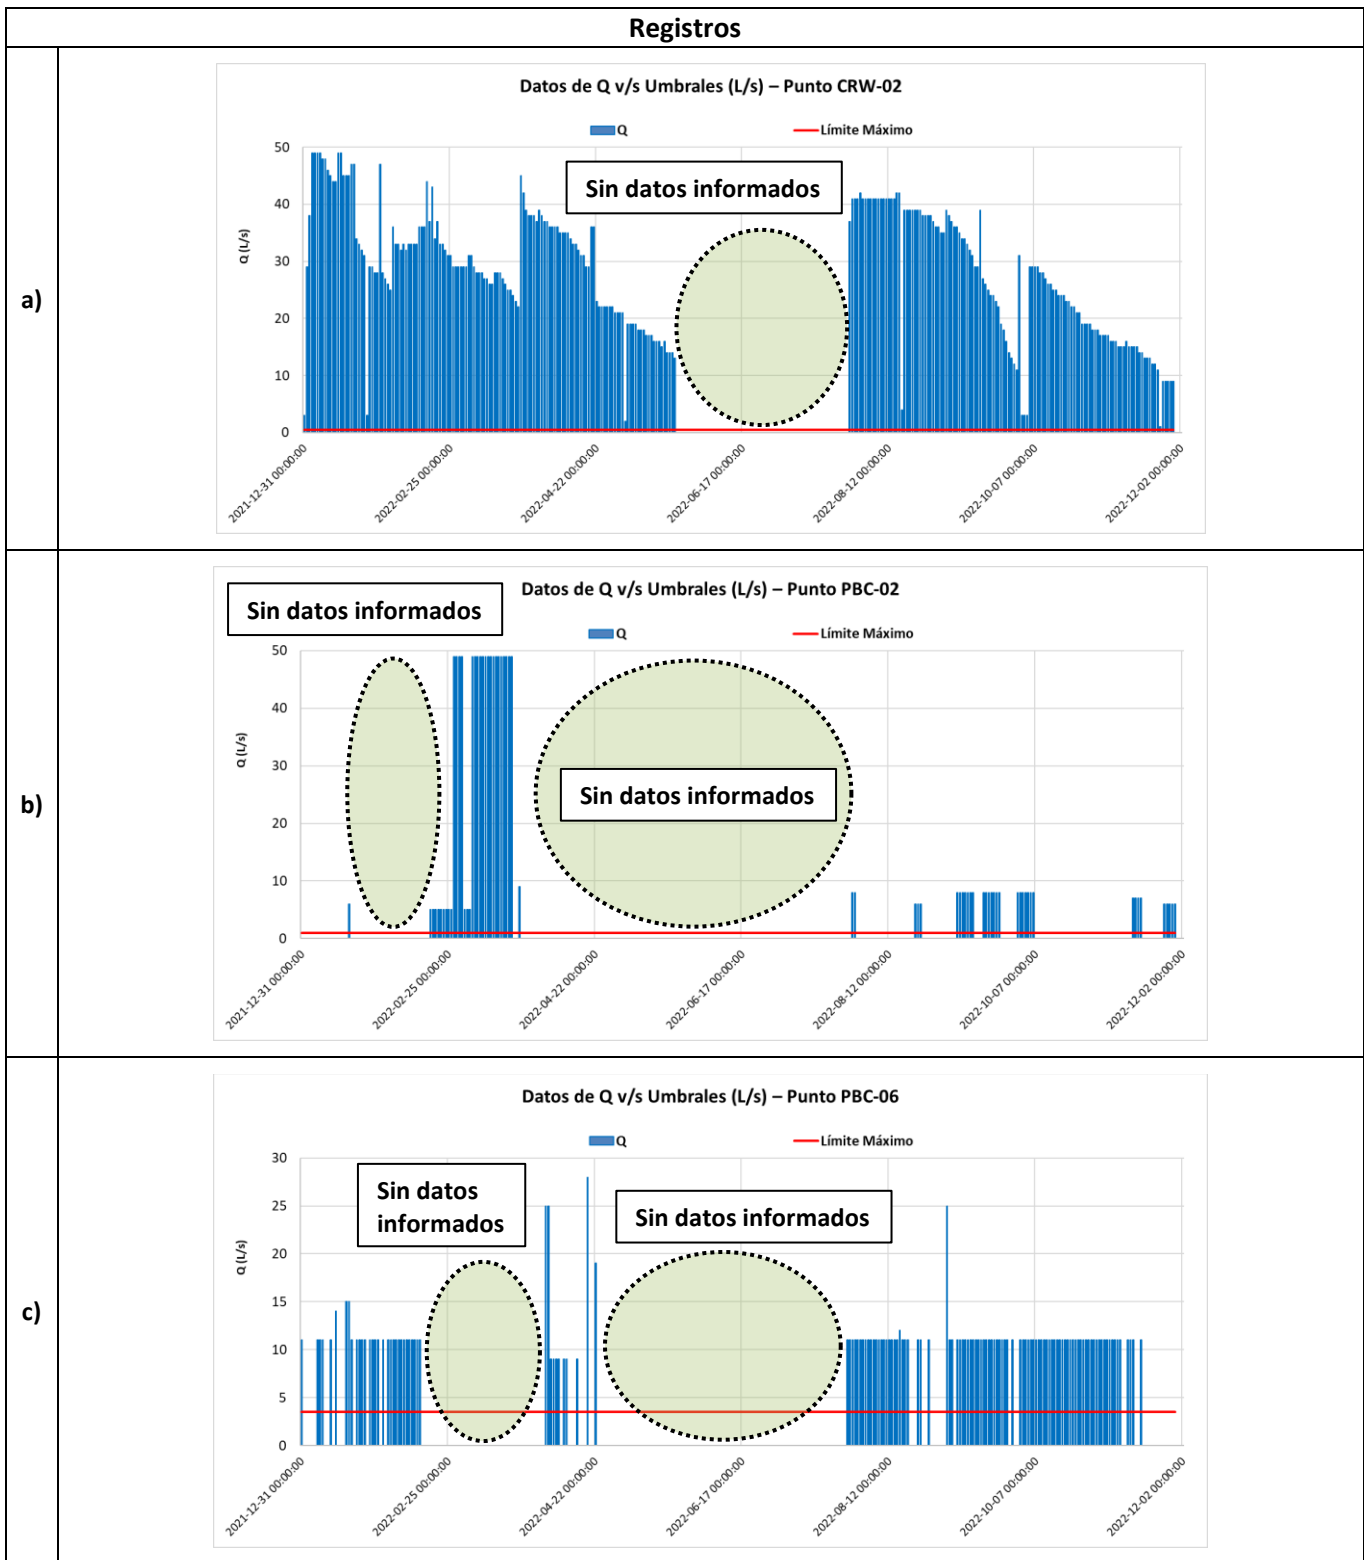 Registros
a)
Datos de Q v/s Umbrales (L/s) – Punto CRW-02
Q
Límite Máximo
Sin datos informados
Q (L/s)
50
40
30
20
10
0
2021-12-31 00:00:00
2022-02-25 00:00:00
2022-04-22 00:00:00
2022-06-17 00:00:00
2022-08-12 00:00:00
2022-10-07 00:00:00
2022-12-02 00:00:00
b)
Datos de Q v/s Umbrales (L/s) – Punto PBC-02
Sin datos informados
Q
Límite Máximo
Sin datos informados
Q (L/s)
50
40
30
20
10
0
2021-12-31 00:00:00
2022-02-25 00:00:00
2022-04-22 00:00:00
2022-06-17 00:00:00
2022-08-12 00:00:00
2022-10-07 00:00:00
2022-12-02 00:00:00
c)
Datos de Q v/s Umbrales (L/s) – Punto PBC-06
Q
Límite Máximo
Sin datos
informados
Sin datos informados
Q (L/s)
30
25
20
15
10
5
0
2021-12-31 00:00:00
2022-02-25 00:00:00
2022-04-22 00:00:00
2022-06-17 00:00:00
2022-08-12 00:00:00
2022-10-07 00:00:00
2022-12-02 00:00:00